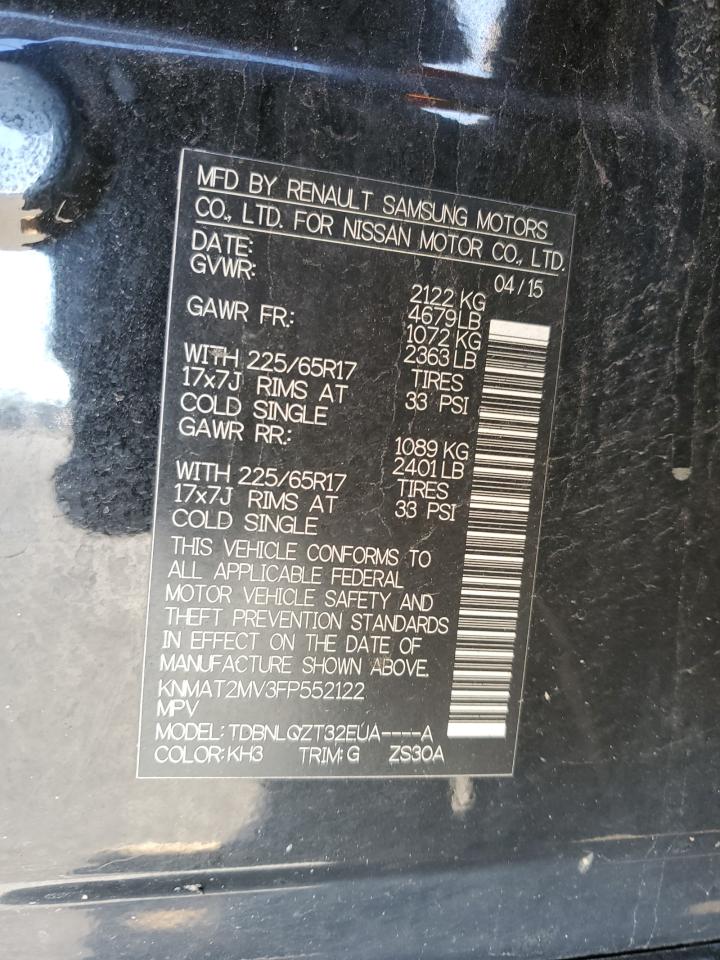 MFD BY RENAULT SAMSUNG MOTORS
CO., LTD. FOR NISSAN MOTOR CO., LTD.
DATE: 04/15
GVWR: 2122 KG
4679 LB
GAWR FR: 1072 KG
2363 LB
WITH 225/65R17 TIRES
17x7J RIMS AT 33 PSI
COLD SINGLE
GAWR RR: 1089 KG
2401 LB
WITH 225/65R17 TIRES
17x7J RIMS AT 33 PSI
COLD SINGLE
THIS VEHICLE CONFORMS TO
ALL APPLICABLE FEDERAL
MOTOR VEHICLE SAFETY AND
THEFT PREVENTION STANDARDS
IN EFFECT ON THE DATE OF
MANUFACTURE SHOWN ABOVE.
KNMAT2MV3FP552122
MPV
MODEL: TDBNLQZT32EUA----A
COLOR: KH3 TRIM: G ZS30A